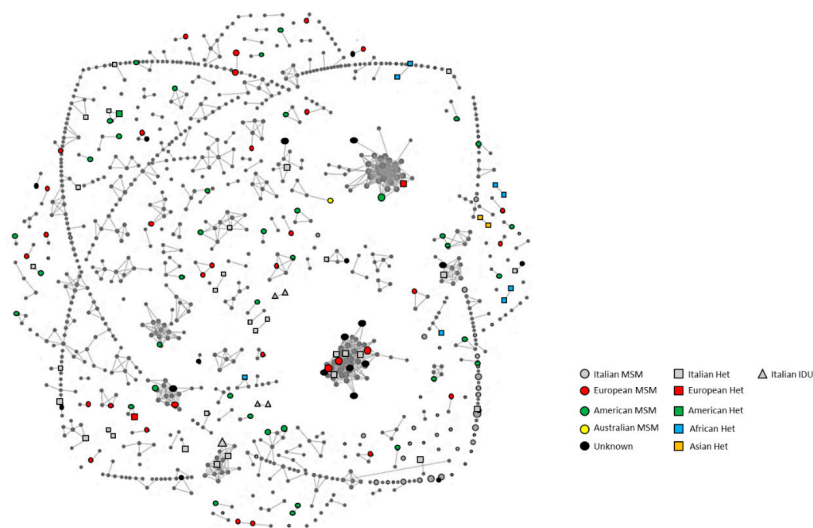 Italian MSM
Italian Het
Italian IDU
European MSM
European Het
American MSM
American Het
Australian MSM
African Het
Unknown
Asian Het